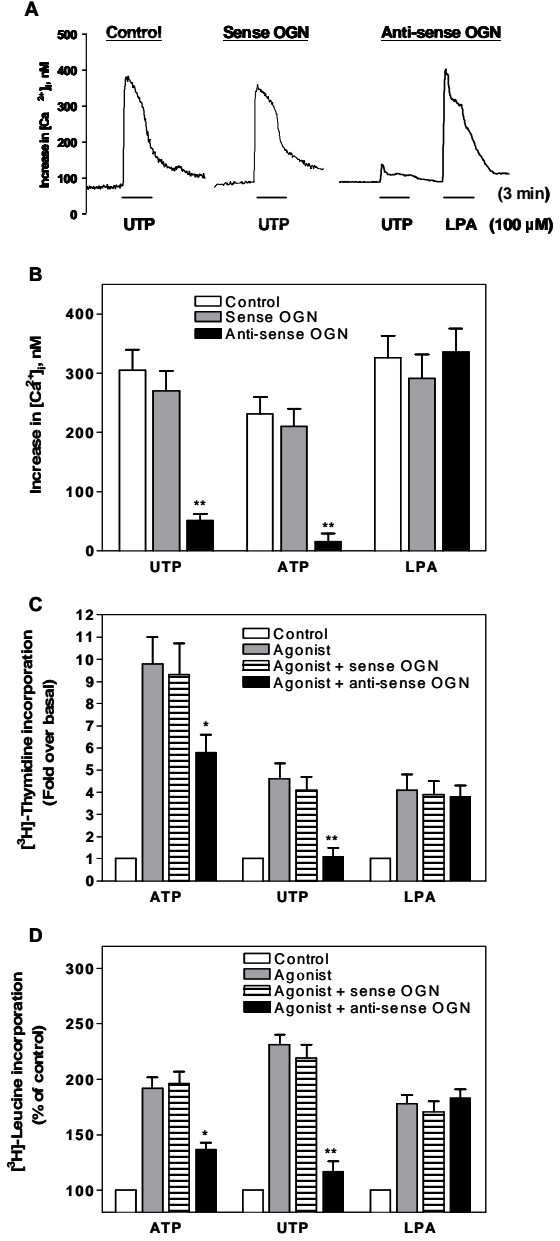 A
Control Sense OGN Anti-sense OGN
Increase in [Ca 2+]i, nM
500
400
300
200
100
0
(3 min)
UTP UTP UTP LPA (100 µM)
B
Increase in [Ca2+]i, nM
400
300
200
100
0
Control
Sense OGN
Anti-sense OGN
**
**
UTP ATP LPA
C
[3H]-Thymidine incorporation
(Fold over basal)
12
11
10
9
8
7
6
5
4
3
2
1
0
Control
Agonist
Agonist + sense OGN
Agonist + anti-sense OGN
*
**
ATP UTP LPA
D
[3H]-Leucine incorporation
(% of control)
300
250
200
150
100
Control
Agonist
Agonist + sense OGN
Agonist + anti-sense OGN
*
**
ATP UTP LPA